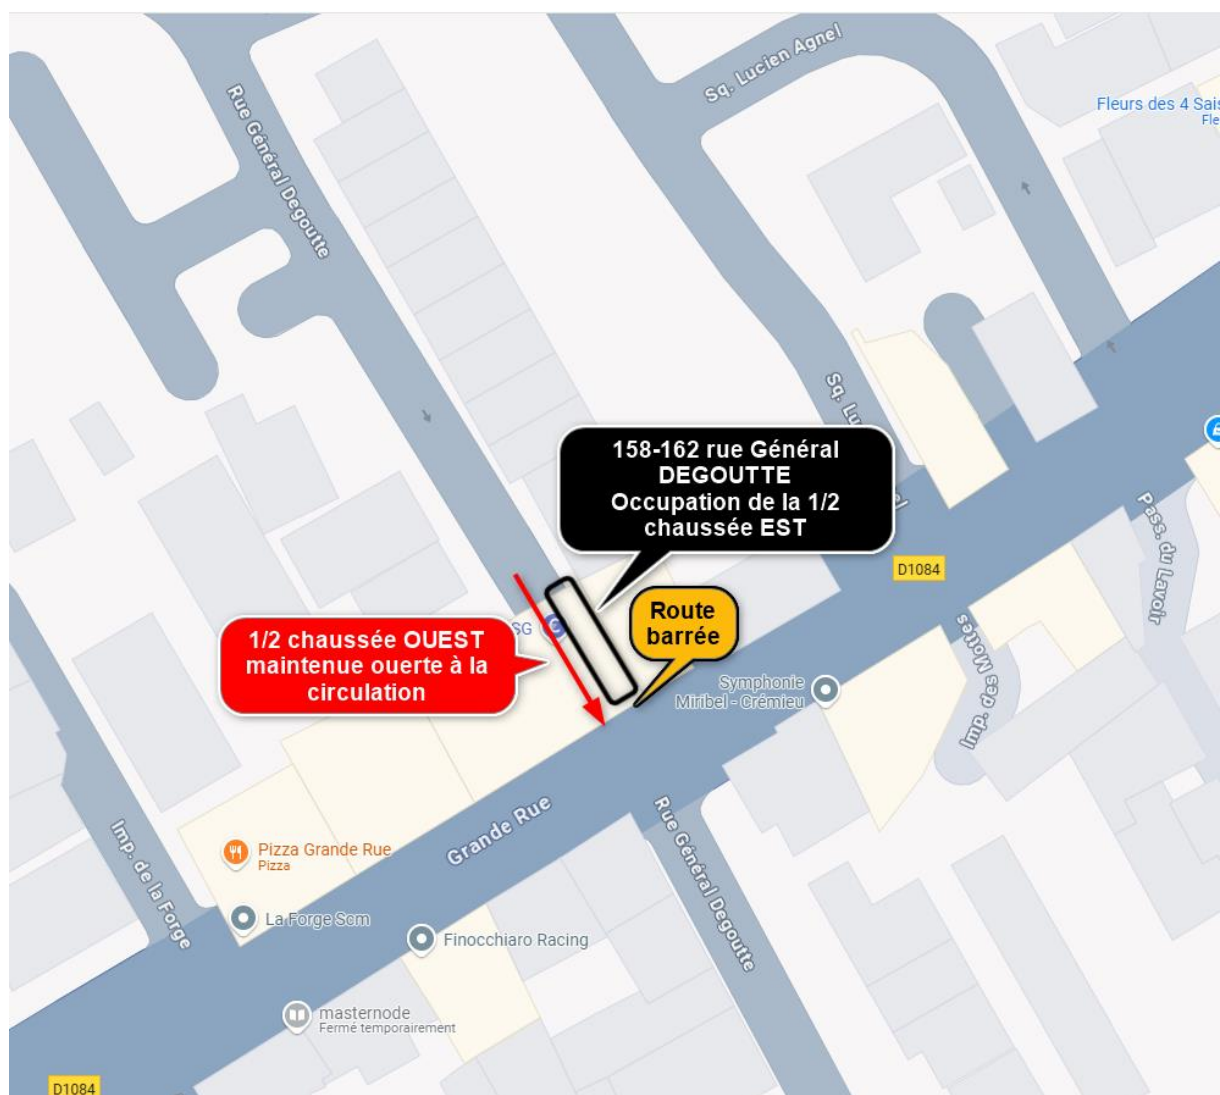 Sq. Lucien Agnel
Rue Général Degoutte
Fleurs des 4 Sais
Fle
158-162 rue Général
DEGOUTTE
Occupation de la 1/2
chaussée EST
Sq. Lu
el
D1084
Pass. du Lavoir
Route
barrée
SG
1/2 chaussée OUEST
maintenue ouerte à la
circulation
Symphonie
Miribel - Crémieu
Imp. des Mottes
Grande Rue
Rue Général Degoutte
Imp. de la Forge
Pizza Grande Rue
Pizza
La Forge Scm
Finocchiaro Racing
masternode
Fermé temporairement
D1084